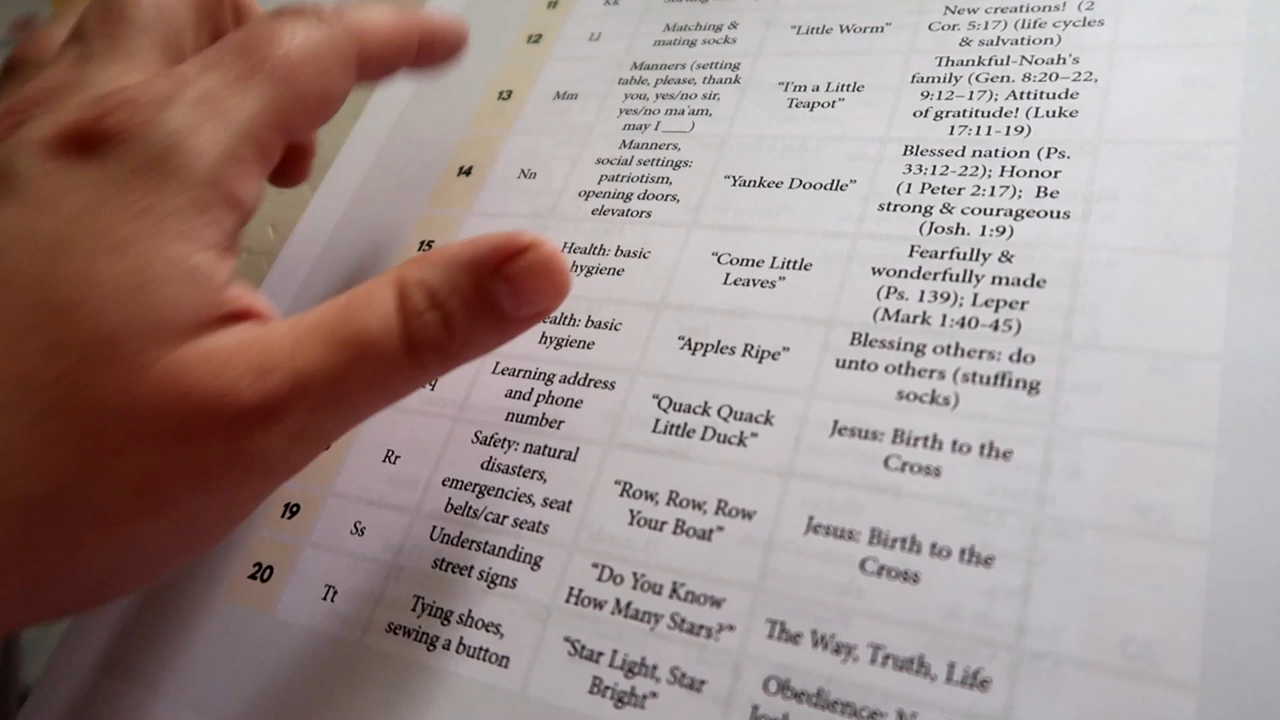 11
Kk
New creations! (2
Cor. 5:17) (life cycles
& salvation)
12
Ll
Matching &
mating socks
"Little Worm"
13
Mm
Manners (setting
table, please, thank
you, yes/no sir,
yes/no ma'am,
may I ___)
"I'm a Little
Teapot"
Thankful-Noah's
family (Gen. 8:20–22,
9:12–17); Attitude
of gratitude! (Luke
17:11-19)
14
Nn
Manners,
social settings:
patriotism,
opening doors,
elevators
"Yankee Doodle"
Blessed nation (Ps.
33:12-22); Honor
(1 Peter 2:17); Be
strong & courageous
(Josh. 1:9)
15
Health: basic
hygiene
"Come Little
Leaves"
Fearfully &
wonderfully made
(Ps. 139); Leper
(Mark 1:40-45)
ealth: basic
hygiene
"Apples Ripe"
Blessing others: do
unto others (stuffing
socks)
q
Learning address
and phone
number
"Quack Quack
Little Duck"
Jesus: Birth to the
Cross
Rr
Safety: natural
disasters,
emergencies, seat
belts/car seats
"Row, Row, Row
Your Boat"
Jesus: Birth to the
Cross
19
Ss
Understanding
street signs
"Do You Know
How Many Stars?"
The Way, Truth, Life
20
Tt
Tying shoes,
sewing a button
"Star Light, Star
Bright"
Obedience: